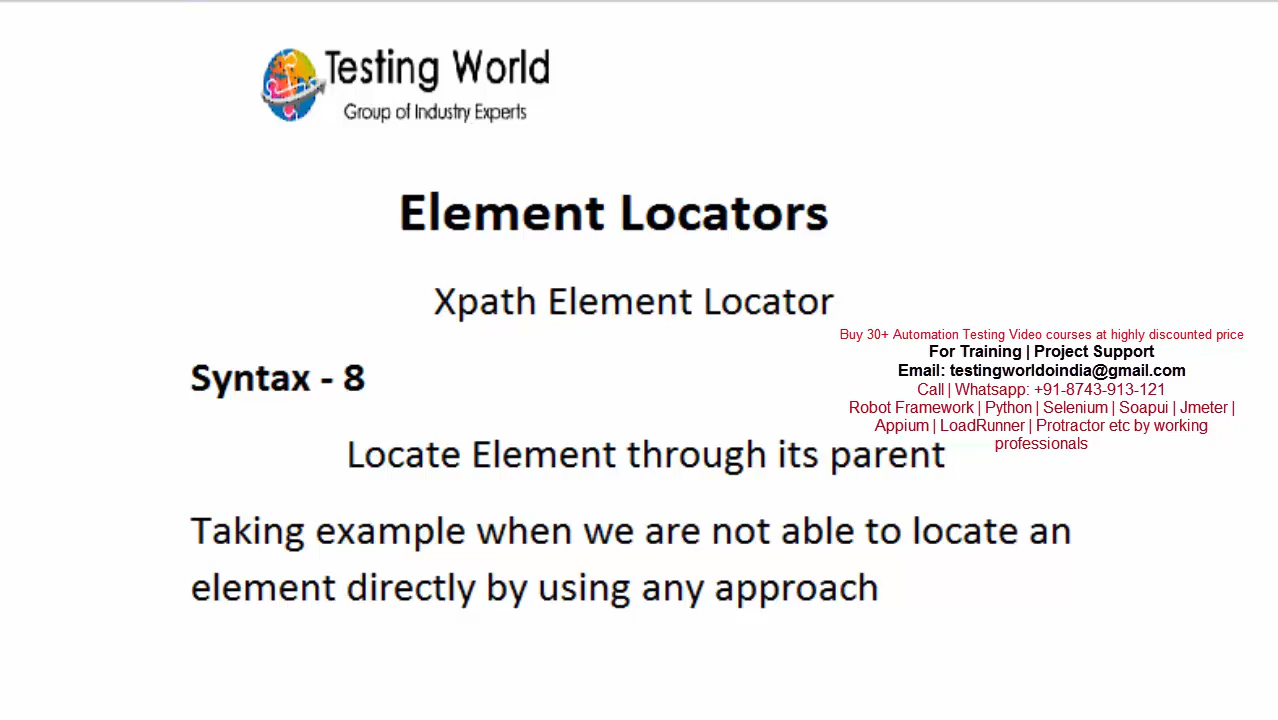 Testing World
Group of Industry Experts
Element Locators
Xpath Element Locator
Buy 30+ Automation Testing Video courses at highly discounted price
For Training | Project Support
Email: testingworldoindia@gmail.com
Call | Whatsapp: +91-8743-913-121
Robot Framework | Python | Selenium | Soapui | Jmeter |
Appium | LoadRunner | Protractor etc by working
professionals
Syntax - 8
Locate Element through its parent
Taking example when we are not able to locate an
element directly by using any approach